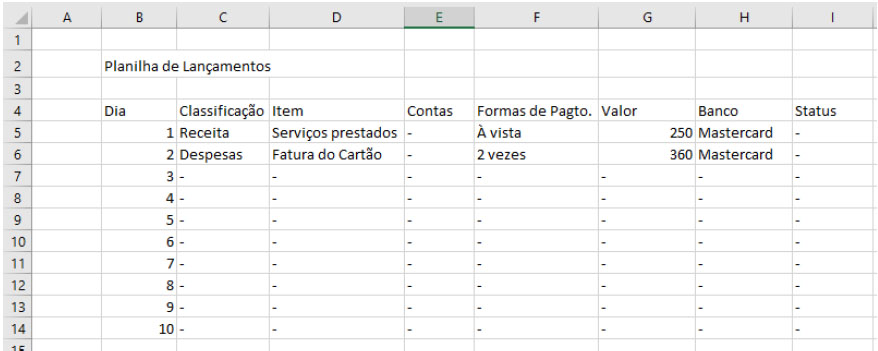 A B C D E F G H I
1
2 Planilha de Lançamentos
3
4 Dia Classificação Item Contas Formas de Pagto. Valor Banco Status
5 1 Receita Serviços prestados - À vista 250 Mastercard -
6 2 Despesas Fatura do Cartão - 2 vezes 360 Mastercard -
7 3 - - - - - - -
8 4 - - - - - - -
9 5 - - - - - - -
10 6 - - - - - - -
11 7 - - - - - - -
12 8 - - - - - - -
13 9 - - - - - - -
14 10 - - - - - - -
15